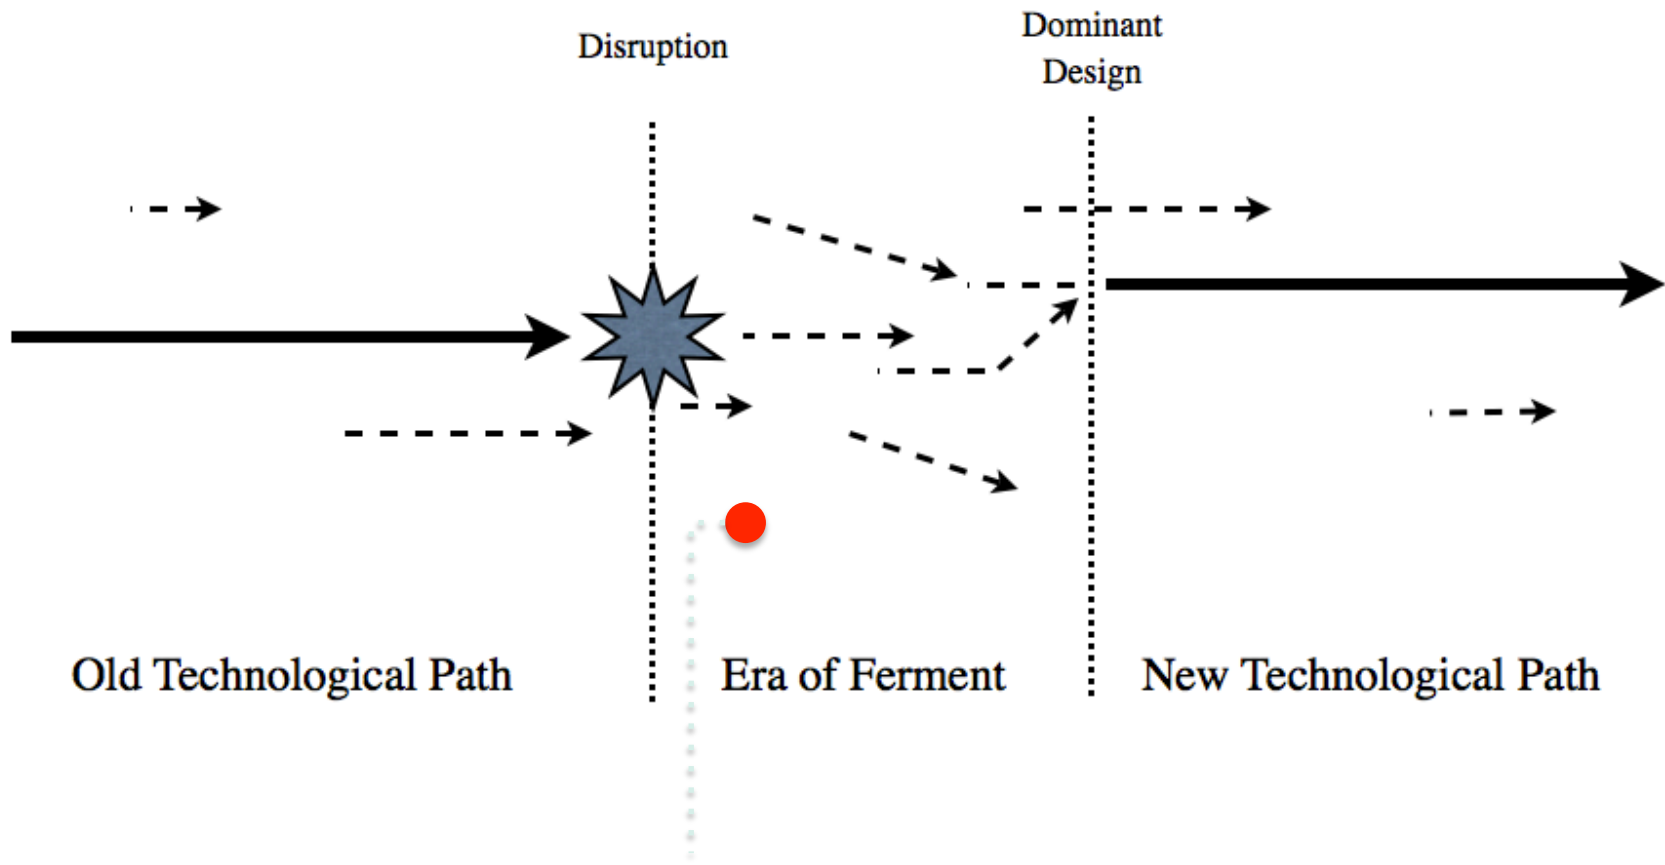 Disruption
Dominant
Design
Old Technological Path
Era of Ferment
New Technological Path